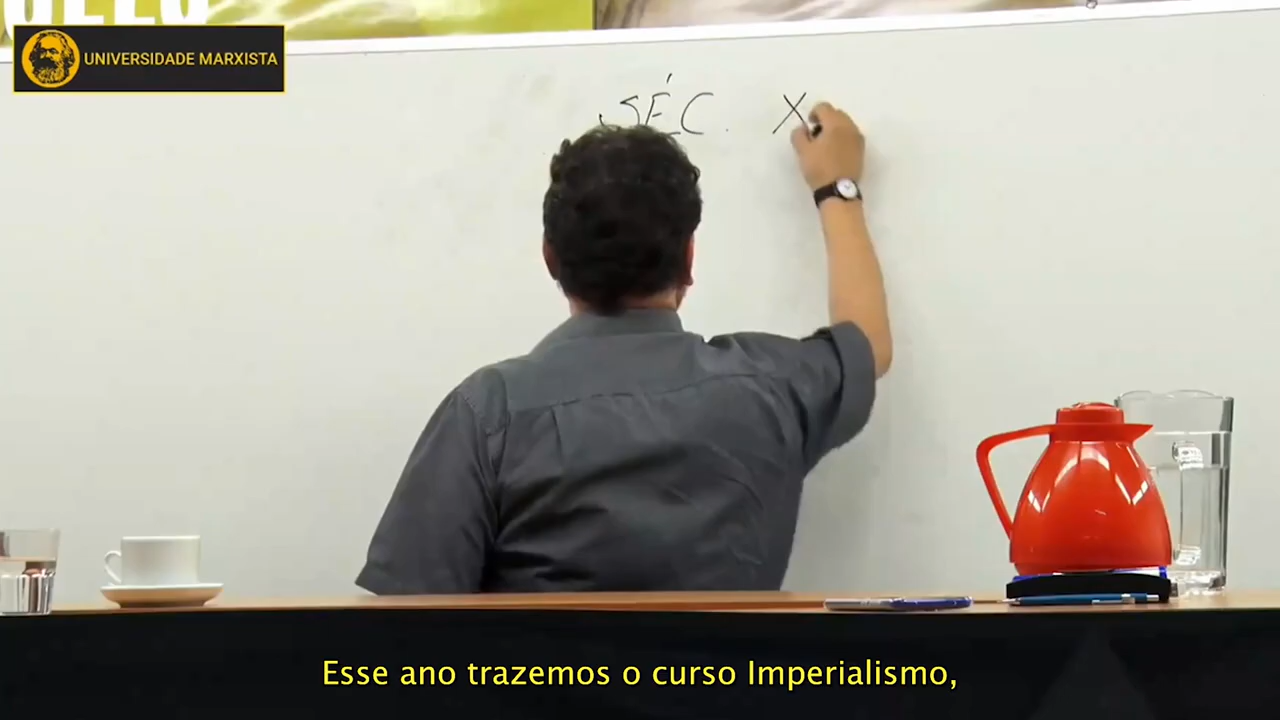 UNIVERSIDADE MARXISTA
SÉC. X
Esse ano trazemos o curso Imperialismo,